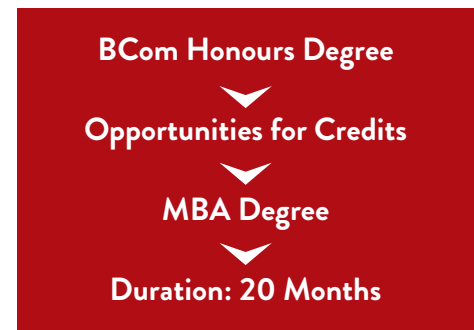 BCom Honours Degree
Opportunities for Credits
MBA Degree
Duration: 20 Months